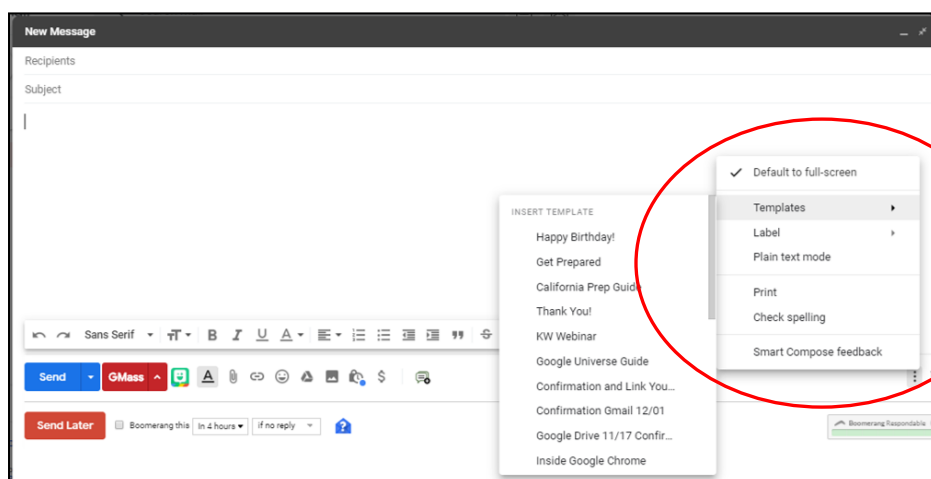 New Message
Recipients
Subject
Default to full-screen
Templates
Label
Plain text mode
Print
Check spelling
Smart Compose feedback
INSERT TEMPLATE
Happy Birthday!
Get Prepared
California Prep Guide
Thank You!
KW Webinar
Google Universe Guide
Confirmation and Link You...
Confirmation Gmail 12/01
Google Drive 11/17 Confir...
Inside Google Chrome
Sans Serif
Send GMass
Send Later Boomerang this In 4 hours if no reply
Boomerang Respondable